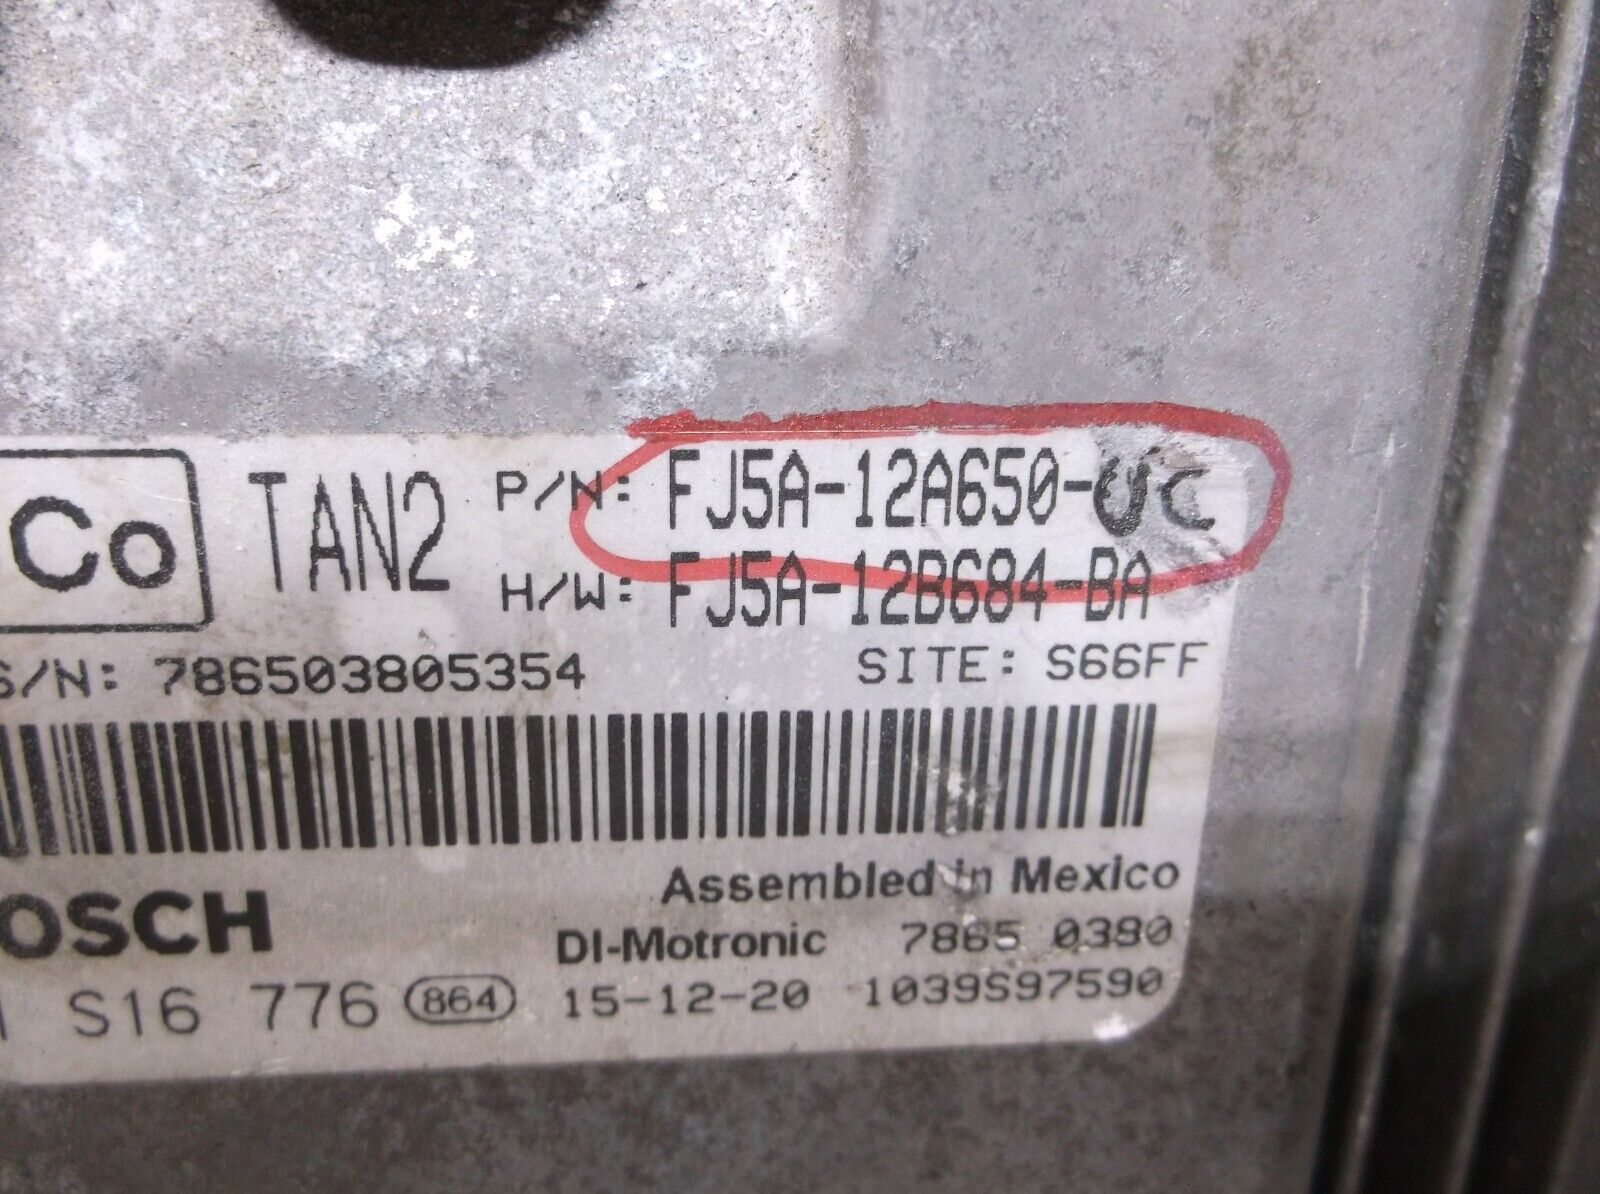 Co TAN2 P/N: FJ5A-12A650-
H/W: FJ5A-12B684-BA
S/N: 786503805354 SITE: S66FF
Assembled in Mexico
OSCH DI-Motronic 7865 0380
S16 776 864 15-12-20 1039S97590